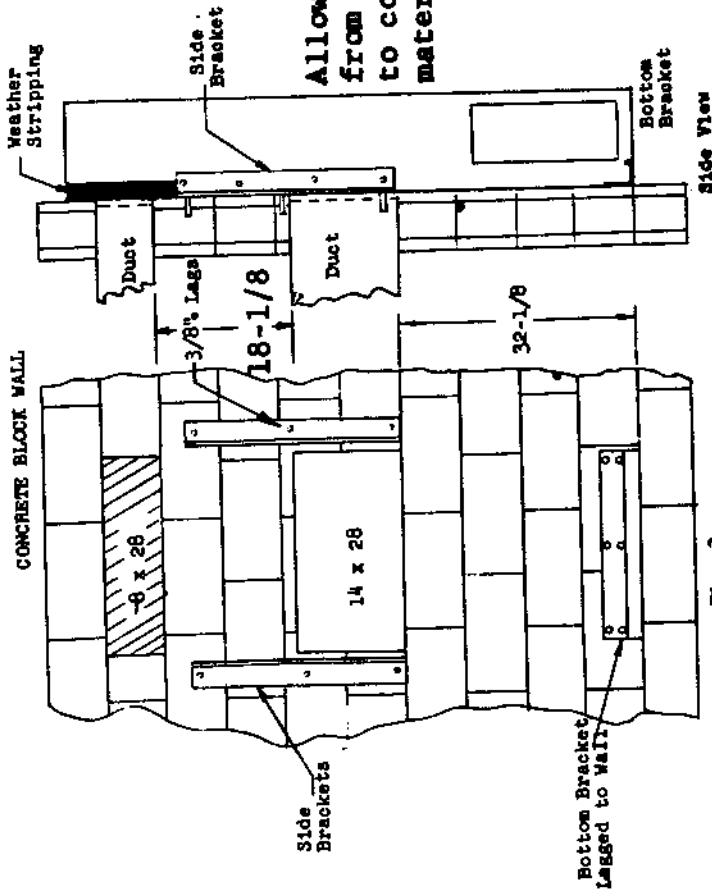 CONCRETE BLOCK WALL
Weather
Stripping
Side
Bracket
Allow
from
to co
mater
Duct
3/8" Lags
18-1/8
Duct
8 x 28
14 x 28
32-1/8
Side
Brackets
Bottom Bracket
Lagged to Wall
Bottom
Bracket
Side View